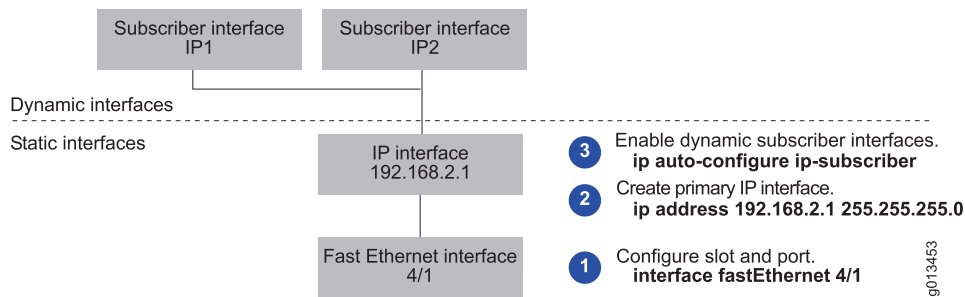 Subscriber interface
IP1
Subscriber interface
IP2
Dynamic interfaces
Static interfaces
IP interface
192.168.2.1
3
Enable dynamic subscriber interfaces.
ip auto-configure ip-subscriber
2
Create primary IP interface.
ip address 192.168.2.1 255.255.255.0
Fast Ethernet interface
4/1
1
Configure slot and port.
interface fastEthernet 4/1
g013453